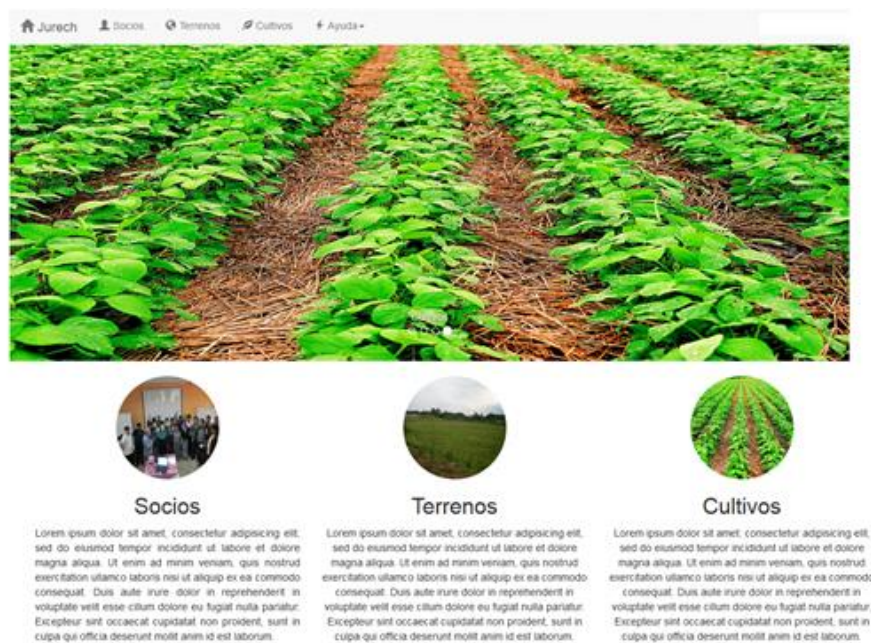 Jurech Socios Terrenos Cultivos Ayuda
Socios
Lorem ipsum dolor sit amet, consectetur adipisicing elit,
sed do eiusmod tempor incididunt ut labore et dolore
magna aliqua. Ut enim ad minim veniam, quis nostrud
exercitation ullamco laboris nisi ut aliquip ex ea commodo
consequat. Duis aute irure dolor in reprehenderit in
voluptate velit esse cillum dolore eu fugiat nulla pariatur.
Excepteur sint occaecat cupidatat non proident, sunt in
culpa qui officia deserunt mollit anim id est laborum.
Terrenos
Lorem ipsum dolor sit amet, consectetur adipisicing elit,
sed do eiusmod tempor incididunt ut labore et dolore
magna aliqua. Ut enim ad minim veniam, quis nostrud
exercitation ullamco laboris nisi ut aliquip ex ea commodo
consequat. Duis aute irure dolor in reprehenderit in
voluptate velit esse cillum dolore eu fugiat nulla pariatur.
Excepteur sint occaecat cupidatat non proident, sunt in
culpa qui officia deserunt mollit anim id est laborum.
Cultivos
Lorem ipsum dolor sit amet, consectetur adipisicing elit,
sed do eiusmod tempor incididunt ut labore et dolore
magna aliqua. Ut enim ad minim veniam, quis nostrud
exercitation ullamco laboris nisi ut aliquip ex ea commodo
consequat. Duis aute irure dolor in reprehenderit in
voluptate velit esse cillum dolore eu fugiat nulla pariatur.
Excepteur sint occaecat cupidatat non proident, sunt in
culpa qui officia deserunt mollit anim id est laborum.